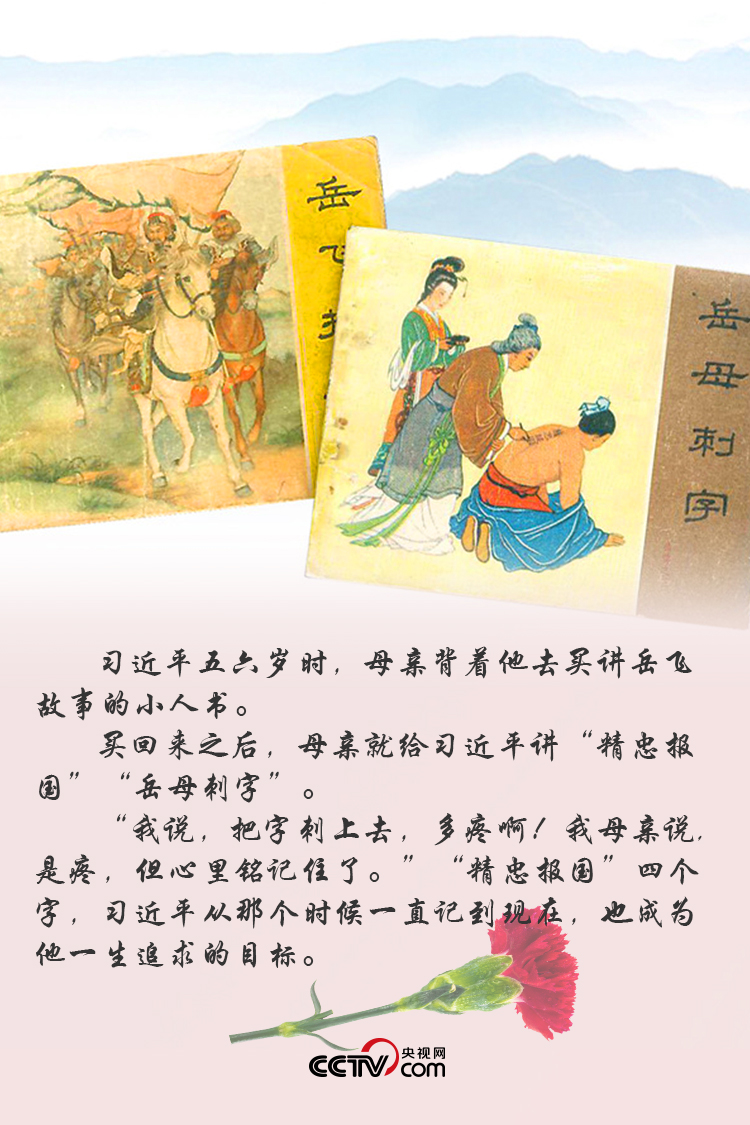 岳飞
岳母刺字
习近平五六岁时，母亲背着他去买讲岳飞
故事的小人书。
买回来之后，母亲就给习近平讲“精忠报
国”“岳母刺字”。
“我说，把字刺上去，多疼啊！我母亲说，
是疼，但心里铭记住了。”“精忠报国”四个
字，习近平从那个时候一直记到现在，也成为
他一生追求的目标。
CCTV.com 央视网